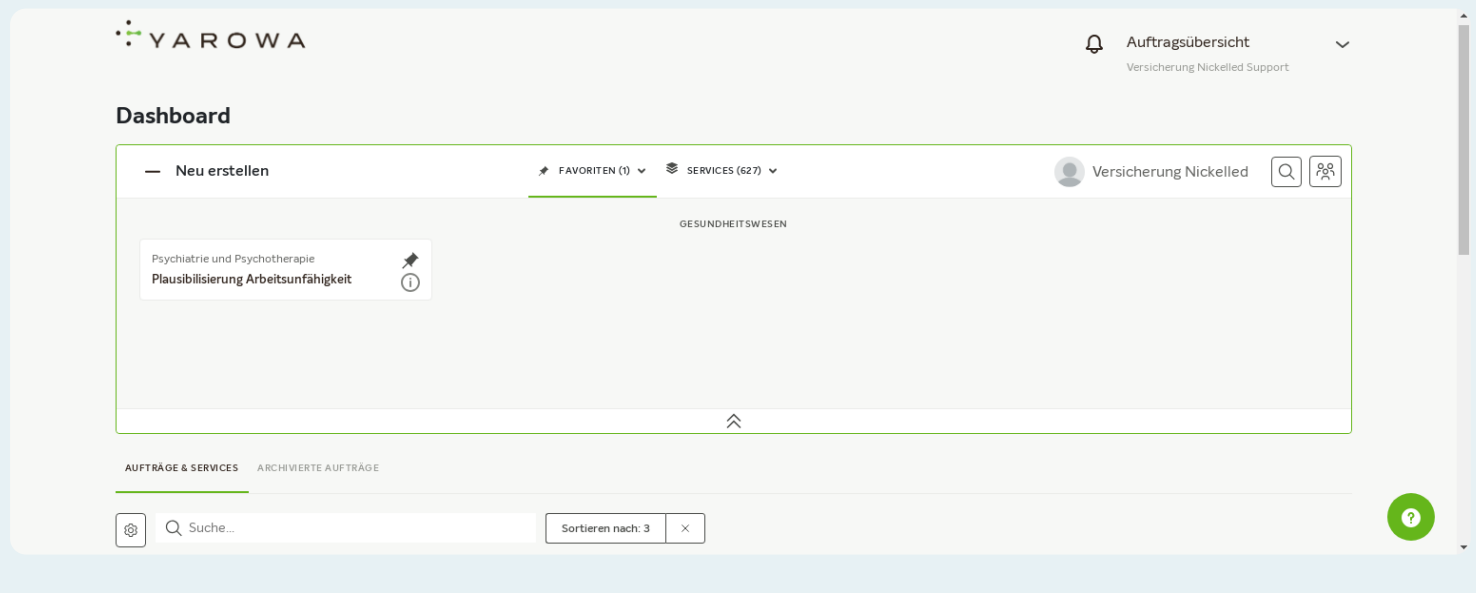 YAROWA
Auftragsübersicht
Versicherung Nickelled Support
Dashboard
Neu erstellen
FAVORITEN (1)
SERVICES (627)
Versicherung Nickelled
GESUNDHEITSWESEN
Psychiatrie und Psychotherapie
Plausibilisierung Arbeitsunfähigkeit
AUFTRÄGE & SERVICES
ARCHIVIERTE AUFTRÄGE
Suche...
Sortieren nach: 3